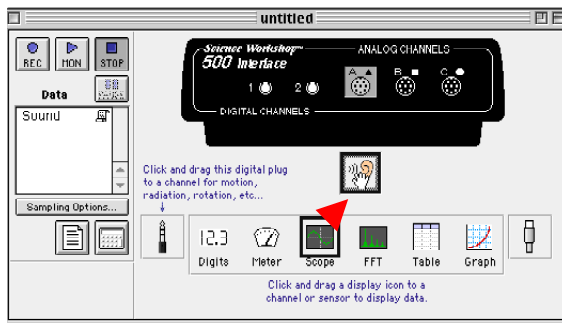 untitled
REC MON STOP
Data
Sound
Sampling Options...
Science Workshop™
500 Interface
ANALOG CHANNELS
1 2
A B C
DIGITAL CHANNELS
Click and drag this digital plug
to a channel for motion,
radiation, rotation, etc...
12.3
Digits Meter Scope FFT Table Graph
Click and drag a display icon to a
channel or sensor to display data.